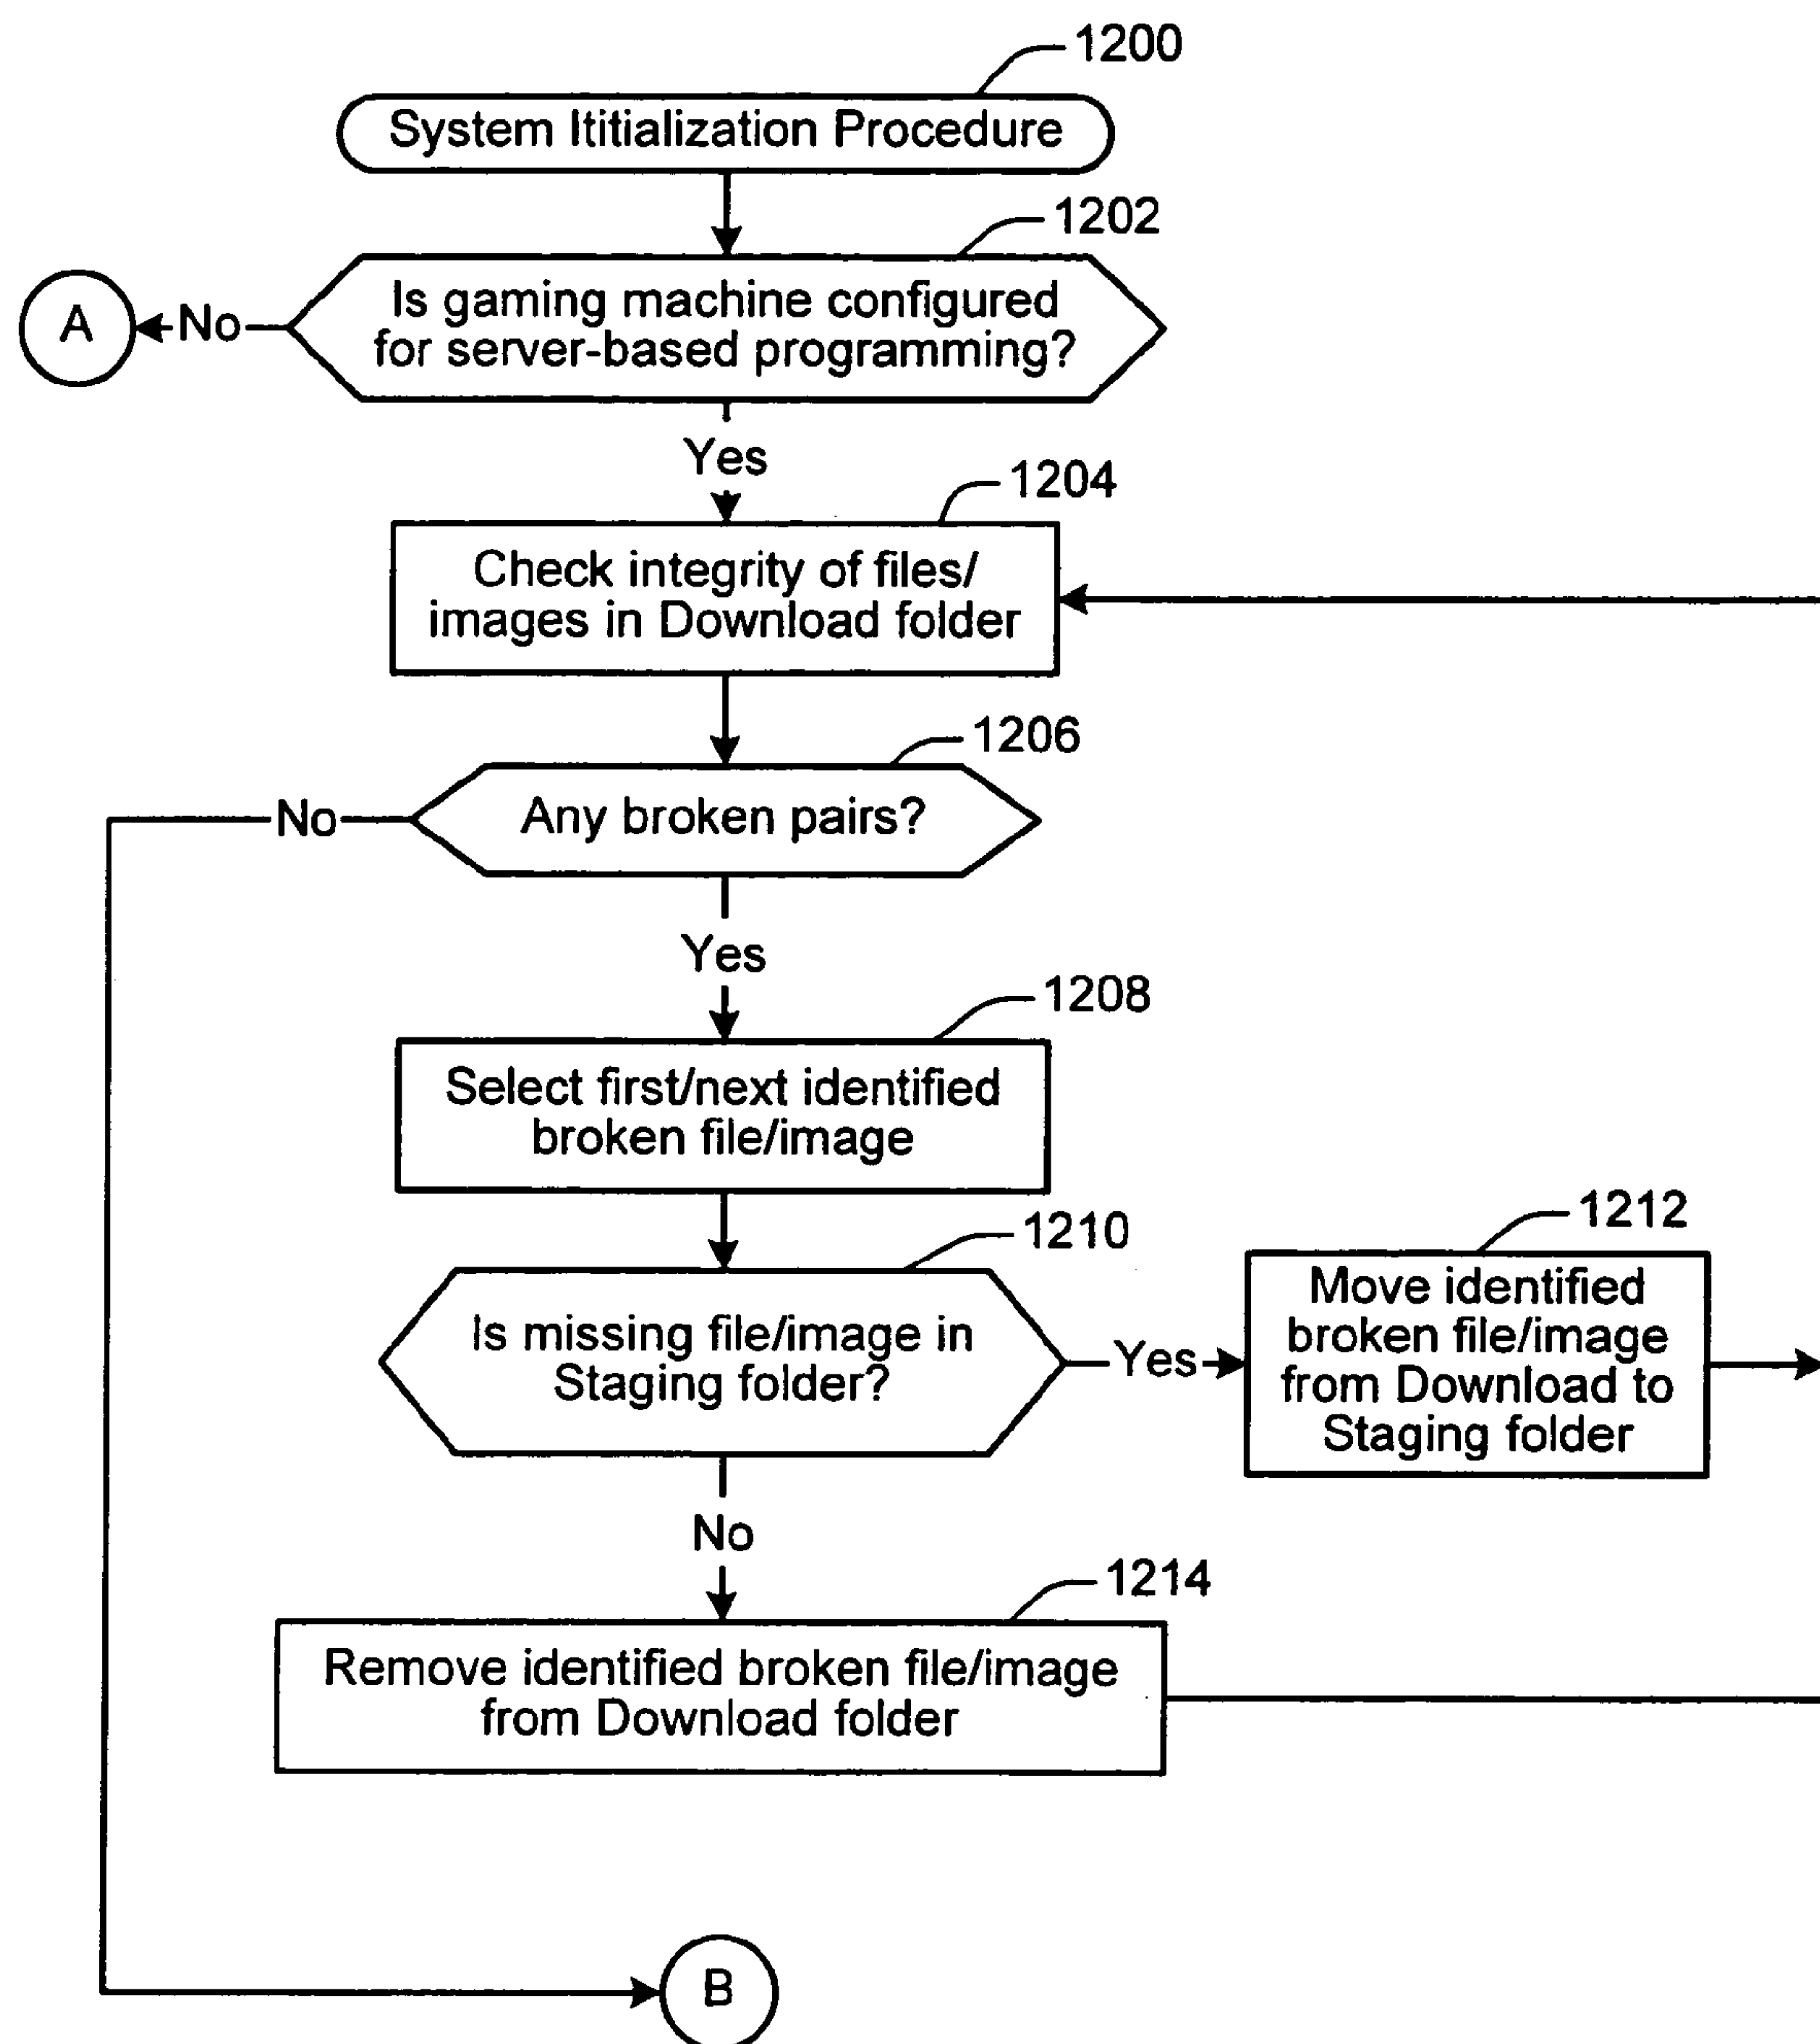 1200
System Ititialization Procedure
1202
Is gaming machine configured
for server-based programming?
A
No
Yes
1204
Check integrity of files/
images in Download folder
1206
Any broken pairs?
No
Yes
1208
Select first/next identified
broken file/image
1210
Is missing file/image in
Staging folder?
Yes
1212
Move identified
broken file/image
from Download to
Staging folder
No
1214
Remove identified broken file/image
from Download folder
B